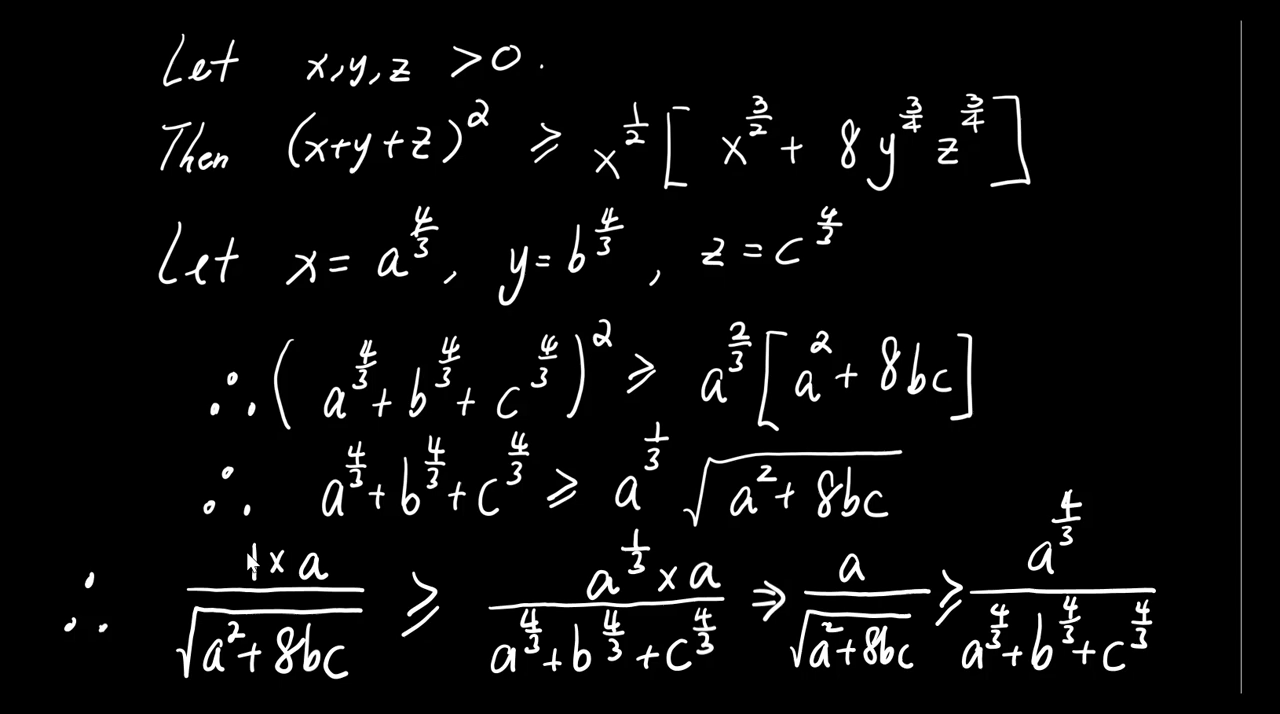 Let x,y,z >0.
Then (x+y+z)^2 ≥ x^{1/2} [ x^{3/2} + 8 y^{3/4} z^{3/4} ]
Let x = a^{4/3}, y = b^{4/3}, z = c^{4/3}
∴ ( a^{4/3} + b^{4/3} + c^{4/3} )^2 ≥ a^{2/3} [ a^2 + 8bc ]
∴ a^{4/3} + b^{4/3} + c^{4/3} ≥ a^{1/3} √(a^2 + 8bc)
∴ (1 × a)/√(a^2 + 8bc) ≥ (a^{1/3} × a)/(a^{4/3} + b^{4/3} + c^{4/3}) ⇒ a/√(a^2 + 8bc) ≥ a^{4/3}/(a^{4/3} + b^{4/3} + c^{4/3})